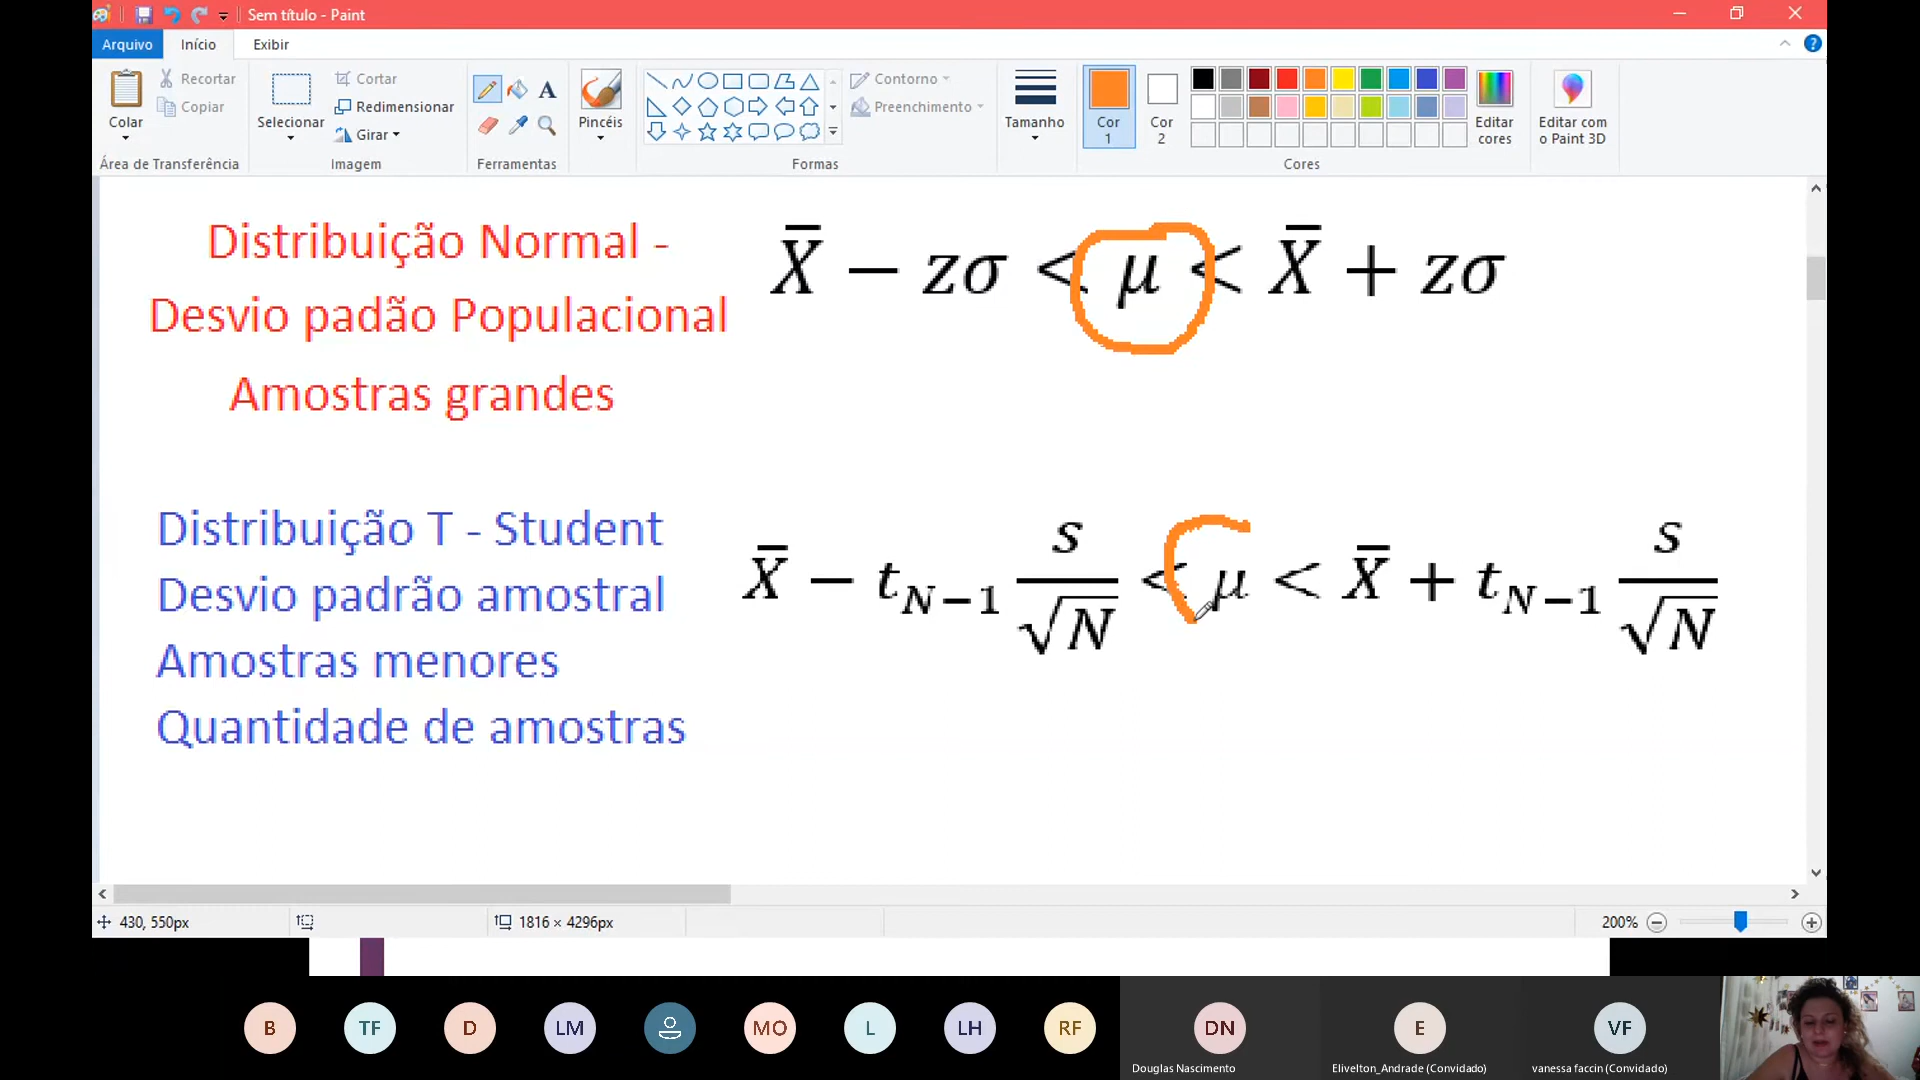 Sem título - Paint
Arquivo
Início
Exibir
Colar
Recortar
Copiar
Área de Transferência
Selecionar
Cortar
Redimensionar
Girar
Imagem
A
Ferramentas
Pincéis
Contorno
Preenchimento
Formas
Tamanho
Cor
1
Cor
2
Editar
cores
Cores
Editar com
o Paint 3D
Distribuição Normal -
Desvio padão Populacional
Amostras grandes
X̄ − zσ < μ < X̄ + zσ
Distribuição T - Student
Desvio padrão amostral
Amostras menores
Quantidade de amostras
X̄ − t_{N−1} s/√N < μ < X̄ + t_{N−1} s/√N
430, 550px
1816 × 4296px
200%
B
TF
D
LM
MO
L
LH
RF
DN
Douglas Nascimento
E
Elivelton_Andrade (Convidado)
VF
vanessa faccin (Convidado)